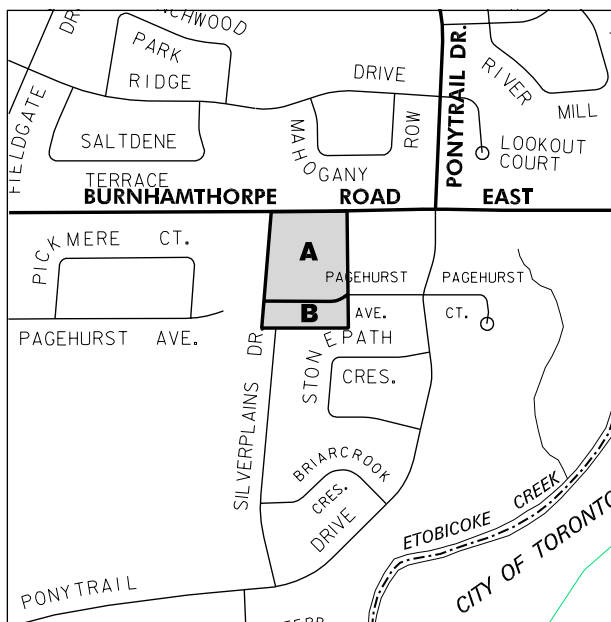 DR.
PARK
RIDGE
DRIVE
PONYTRAIL DR.
RIVER
MILL
FIELDGATE
SALTDENE
TERRACE
MAHOGANY
ROW
LOOKOUT
COURT
BURNHAMTHORPE ROAD EAST
PICKMERE CT.
A
PAGEHURST
PAGEHURST
B
AVE.
CT.
PAGEHURST AVE.
STONEPATH
CRES.
SILVERPLAINS DR.
BRIARCROOK
CRES.
DRIVE
ETOBICOKE CREEK
CITY OF TORONTO
PONYTRAIL